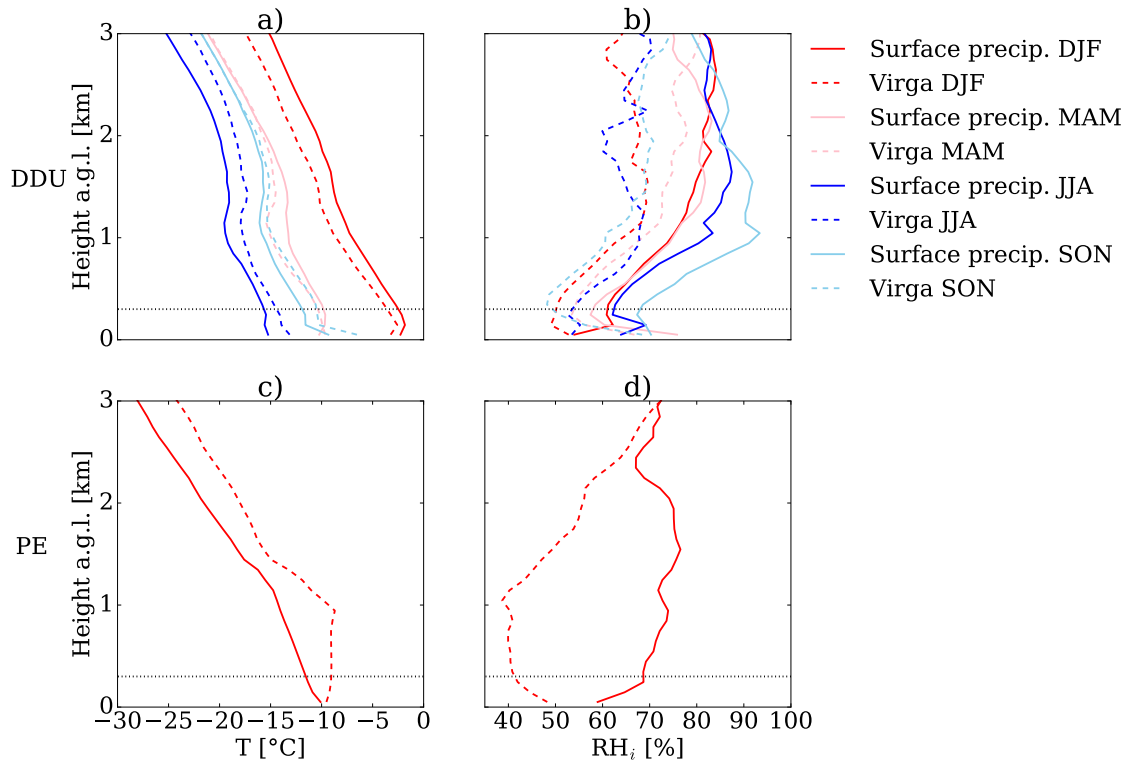 a)
b)
3
2
1
0
Height a.g.l. [km]
DDU
Surface precip. DJF
Virga DJF
Surface precip. MAM
Virga MAM
Surface precip. JJA
Virga JJA
Surface precip. SON
Virga SON
c)
d)
3
2
1
0
Height a.g.l. [km]
PE
−30 −25 −20 −15 −10 −5 0
T [°C]
40 50 60 70 80 90 100
RHᵢ [%]